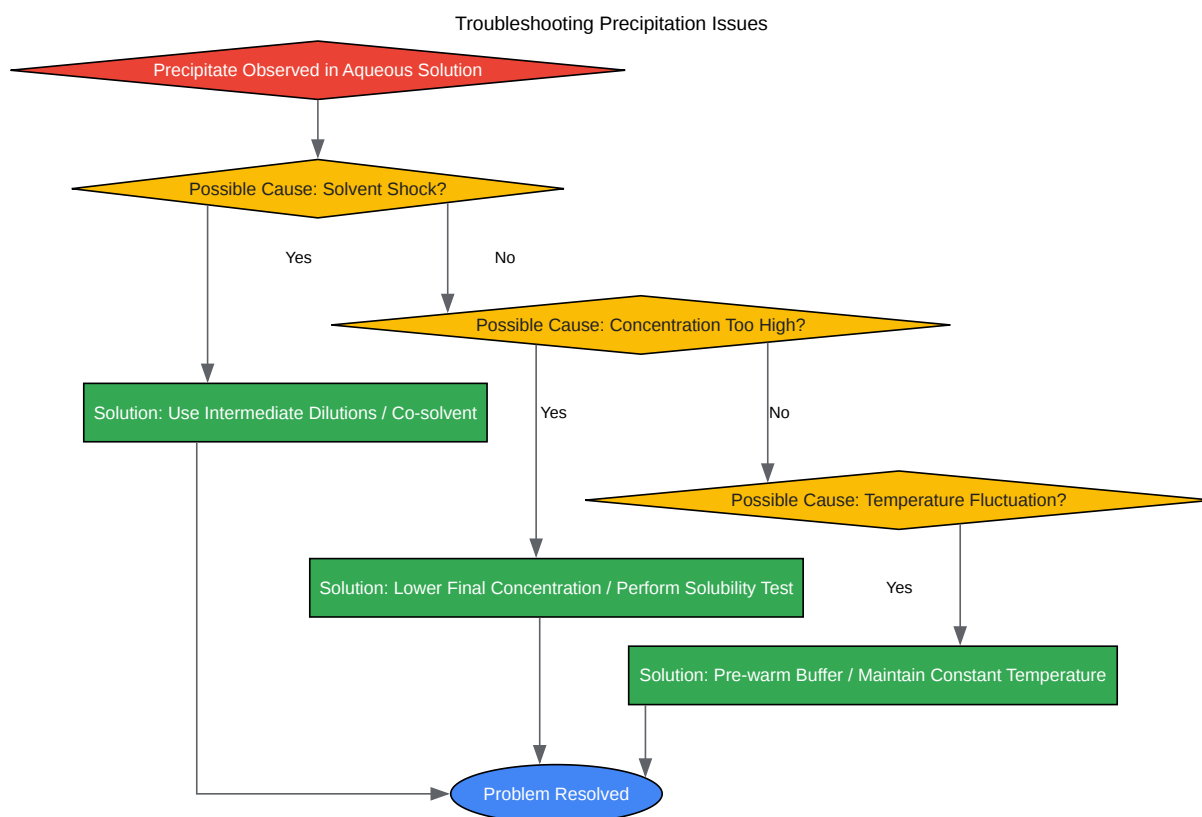 Troubleshooting Precipitation Issues
Precipitate Observed in Aqueous Solution
Possible Cause: Solvent Shock?
Yes
No
Possible Cause: Concentration Too High?
Solution: Use Intermediate Dilutions / Co-solvent
Yes
No
Possible Cause: Temperature Fluctuation?
Solution: Lower Final Concentration / Perform Solubility Test
Yes
Solution: Pre-warm Buffer / Maintain Constant Temperature
Problem Resolved